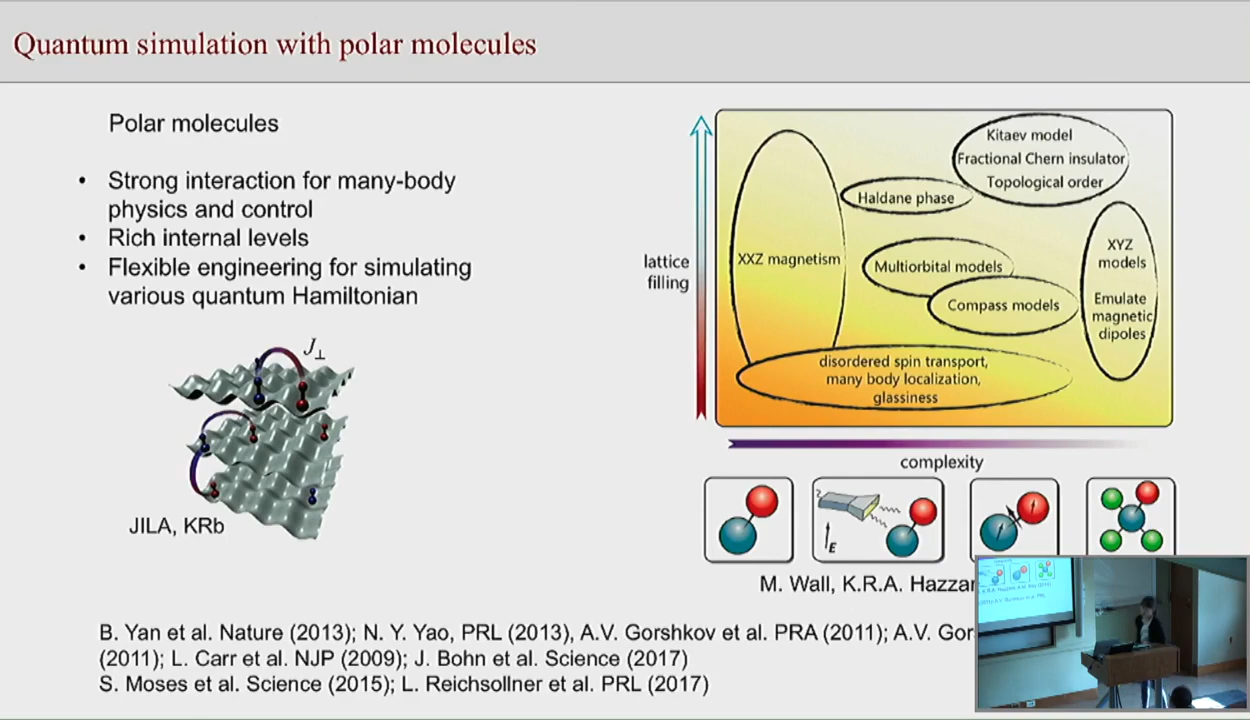 Quantum simulation with polar molecules
Polar molecules
• Strong interaction for many-body
physics and control
• Rich internal levels
• Flexible engineering for simulating
various quantum Hamiltonian
J⊥
JILA, KRb
lattice
filling
XXZ magnetism
Haldane phase
Kitaev model
Fractional Chern insulator
Topological order
Multiorbital models
Compass models
XYZ
models
Emulate
magnetic
dipoles
disordered spin transport,
many body localization,
glassiness
complexity
E
M. Wall, K.R.A. Hazzar
B. Yan et al. Nature (2013); N. Y. Yao, PRL (2013), A.V. Gorshkov et al. PRA (2011); A.V. Gor
(2011); L. Carr et al. NJP (2009); J. Bohn et al. Science (2017)
S. Moses et al. Science (2015); L. Reichsollner et al. PRL (2017)